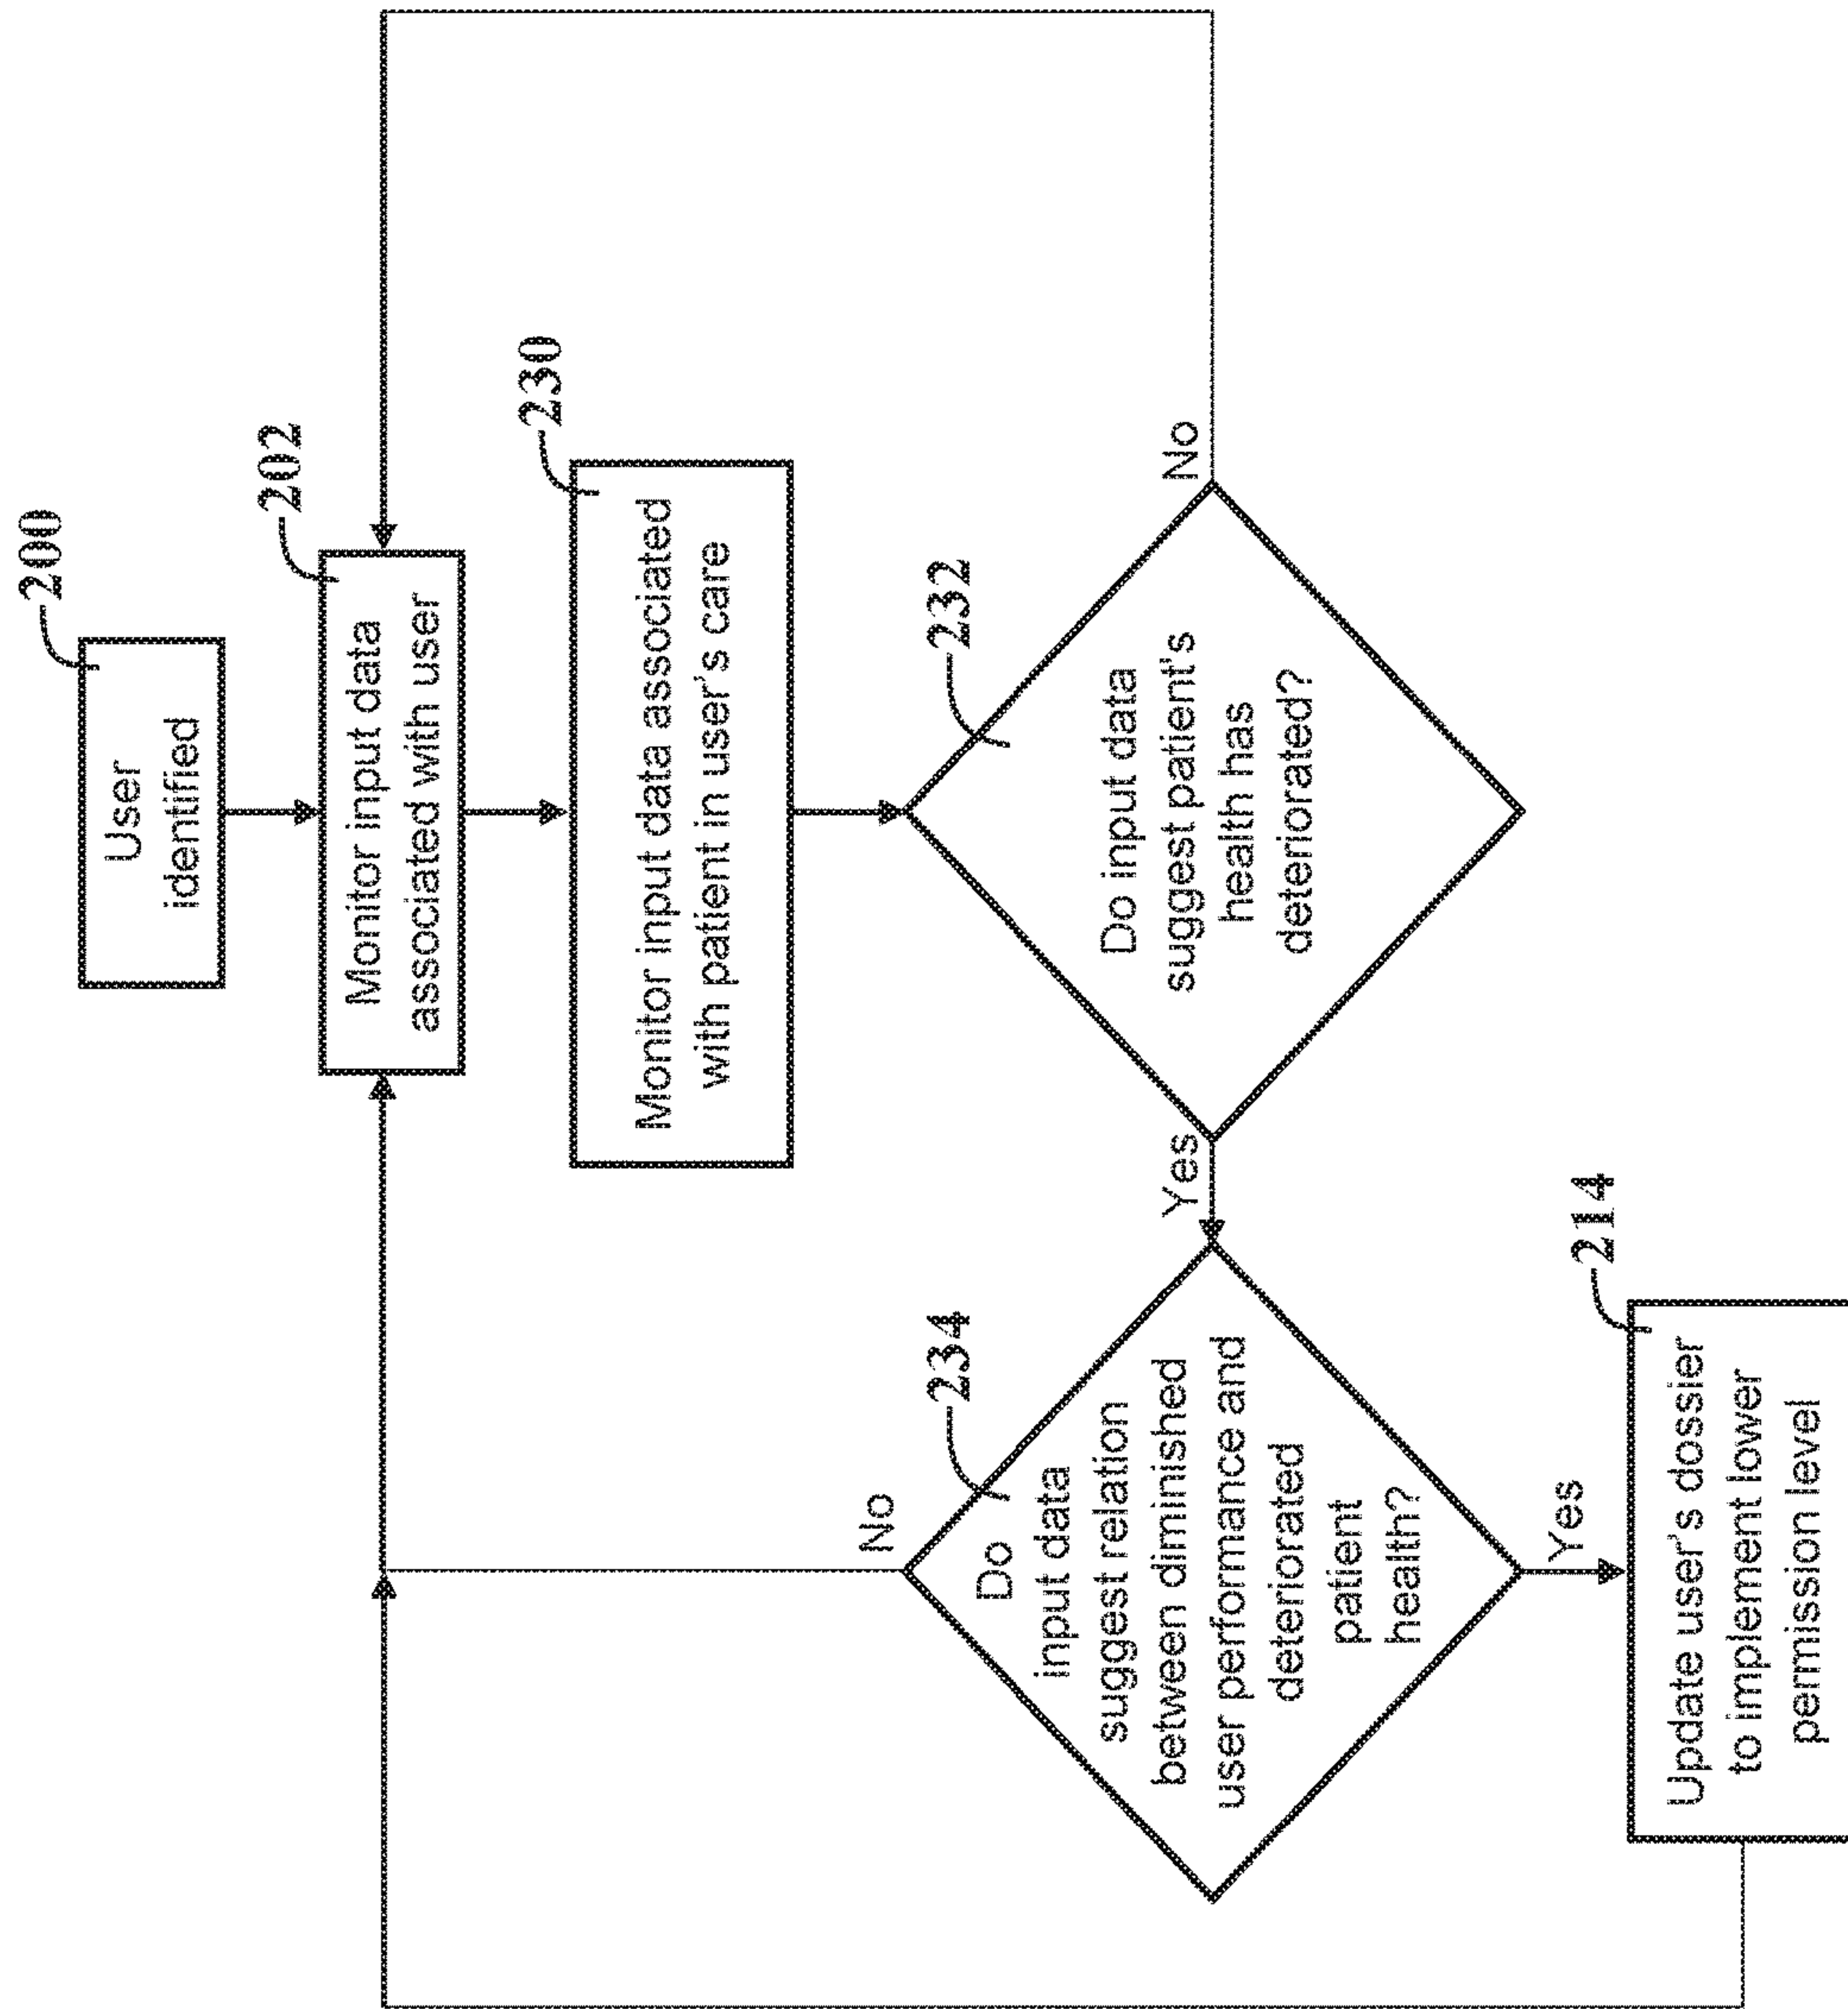 200
User
identified
202
Monitor input data
associated with user
230
Monitor input data associated
with patient in user's care
232
Do input data
suggest patient's
health has
deteriorated?
No
Yes
234
Do
input data
suggest relation
between diminished
user performance and
deteriorated
patient
health?
No
Yes
214
Update user's dossier
to implement lower
permission level